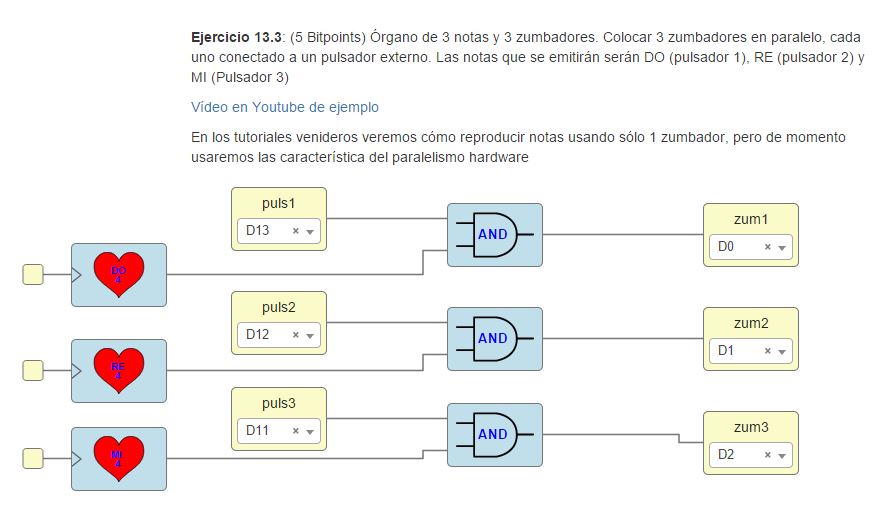 Ejercicio 13.3: (5 Bitpoints) Órgano de 3 notas y 3 zumbadores. Colocar 3 zumbadores en paralelo, cada
uno conectado a un pulsador externo. Las notas que se emitirán serán DO (pulsador 1), RE (pulsador 2) y
MI (Pulsador 3)
Vídeo en Youtube de ejemplo
En los tutoriales venideros veremos cómo reproducir notas usando sólo 1 zumbador, pero de momento
usaremos las característica del paralelismo hardware
puls1
D13 ×
AND
zum1
D0 ×
DO
4
puls2
D12 ×
AND
zum2
D1 ×
RE
4
puls3
D11 ×
AND
zum3
D2 ×
MI
4